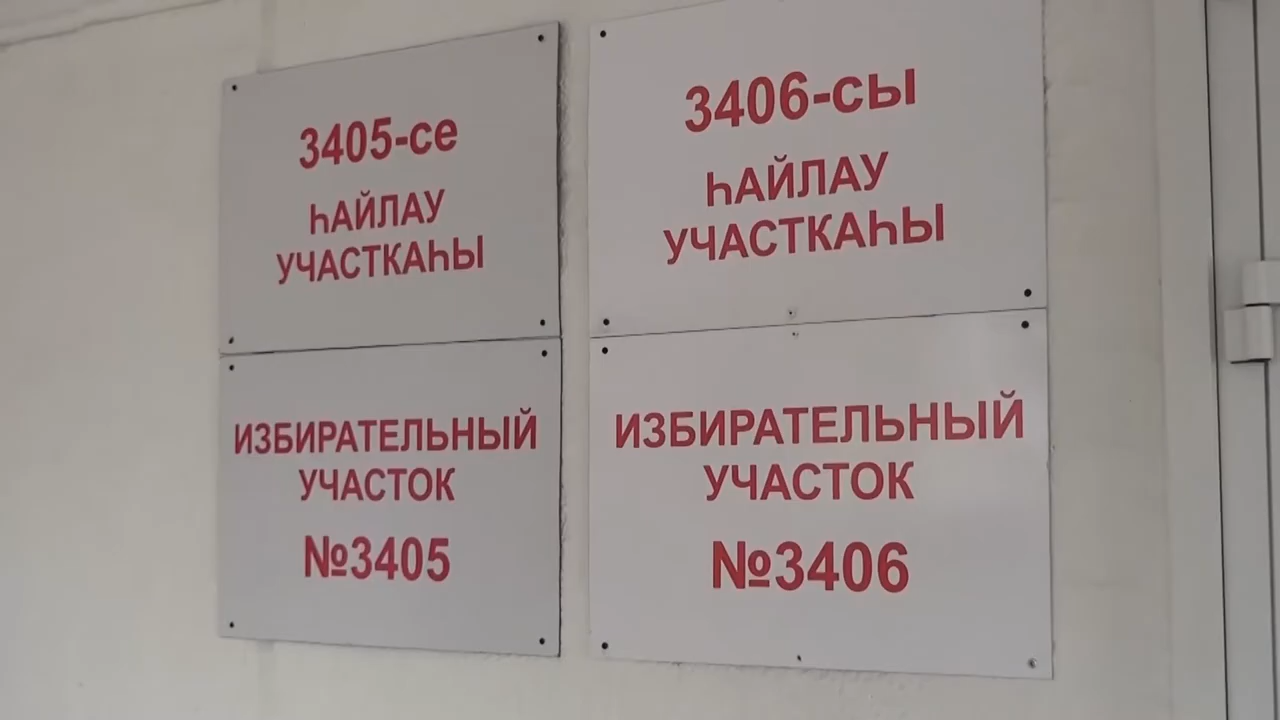 3405-се
ҺАЙЛАУ
УЧАСТКАҺЫ
ИЗБИРАТЕЛЬНЫЙ
УЧАСТОК
№3405
3406-сы
ҺАЙЛАУ
УЧАСТКАҺЫ
ИЗБИРАТЕЛЬНЫЙ
УЧАСТОК
№3406